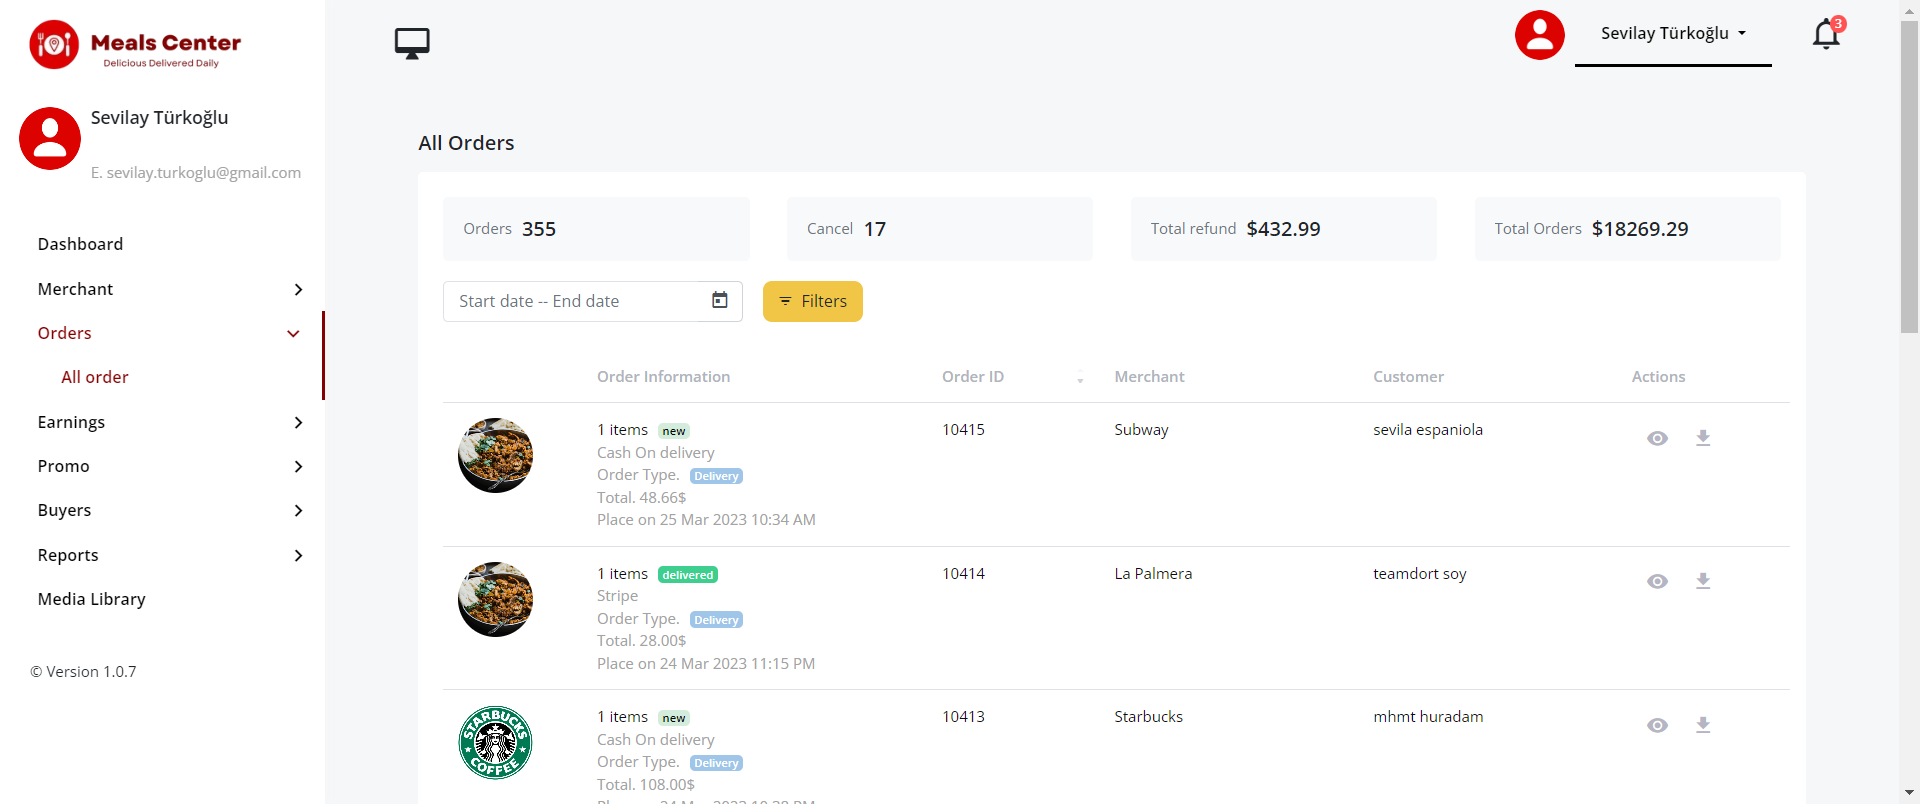 Meals Center
Delicious Delivered Daily
Sevilay Türkoğlu
E. sevilay.turkoglu@gmail.com
Dashboard
Merchant
Orders
All order
Earnings
Promo
Buyers
Reports
Media Library
© Version 1.0.7
Sevilay Türkoğlu
3
All Orders
Orders 355
Cancel 17
Total refund $432.99
Total Orders $18269.29
Start date -- End date
Filters
Order Information Order ID Merchant Customer Actions
1 items new 10415 Subway sevila espaniola
Cash On delivery
Order Type. Delivery
Total. 48.66$
Place on 25 Mar 2023 10:34 AM
1 items delivered 10414 La Palmera teamdort soy
Stripe
Order Type. Delivery
Total. 28.00$
Place on 24 Mar 2023 11:15 PM
STARBUCKS
COFFEE
1 items new 10413 Starbucks mhmt huradam
Cash On delivery
Order Type. Delivery
Total. 108.00$